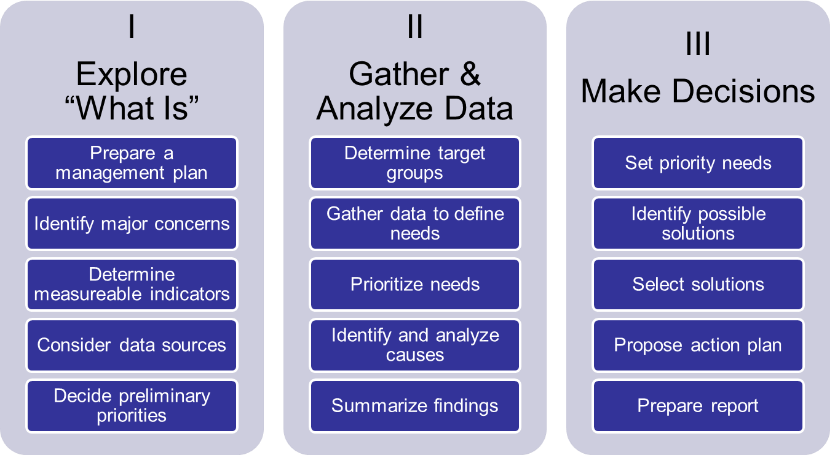 I
Explore
“What Is”
Prepare a
management plan
Identify major concerns
Determine
measureable indicators
Consider data sources
Decide preliminary
priorities
II
Gather &
Analyze Data
Determine target
groups
Gather data to define
needs
Prioritize needs
Identify and analyze
causes
Summarize findings
III
Make Decisions
Set priority needs
Identify possible
solutions
Select solutions
Propose action plan
Prepare report